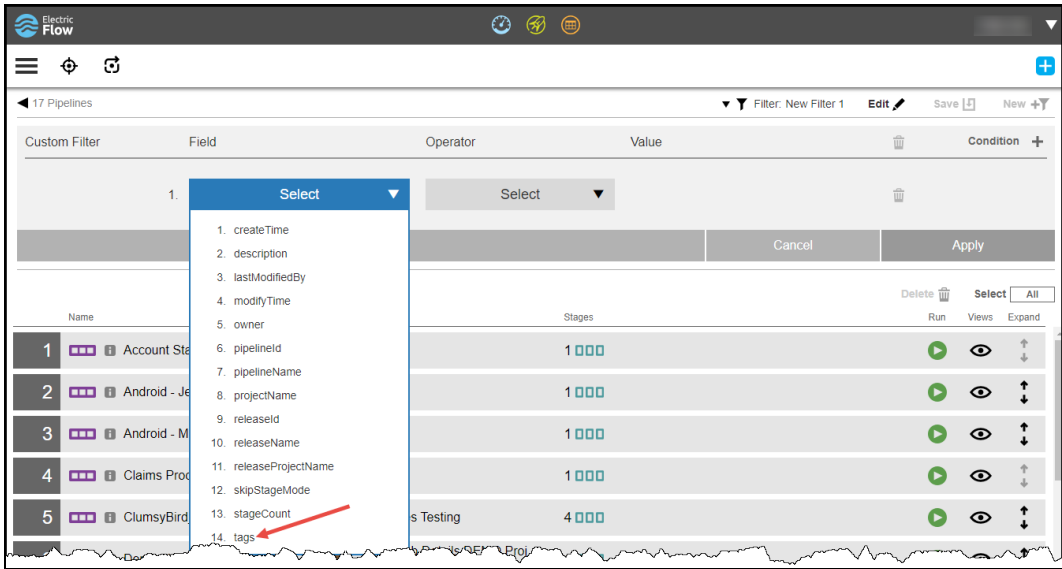 Electric
Flow
17 Pipelines
Filter: New Filter 1 Edit Save New
Custom Filter Field Operator Value Condition
1. Select Select
1. createTime
2. description
3. lastModifiedBy
4. modifyTime
5. owner
6. pipelineId
7. pipelineName
8. projectName
9. releaseId
10. releaseName
11. releaseProjectName
12. skipStageMode
13. stageCount
14. tags
Cancel Apply
Delete Select All
Name Stages Run Views Expand
1 Account Sta 1
2 Android - Je 1
3 Android - M 1
4 Claims Proc 1
5 ClumsyBird s Testing 4